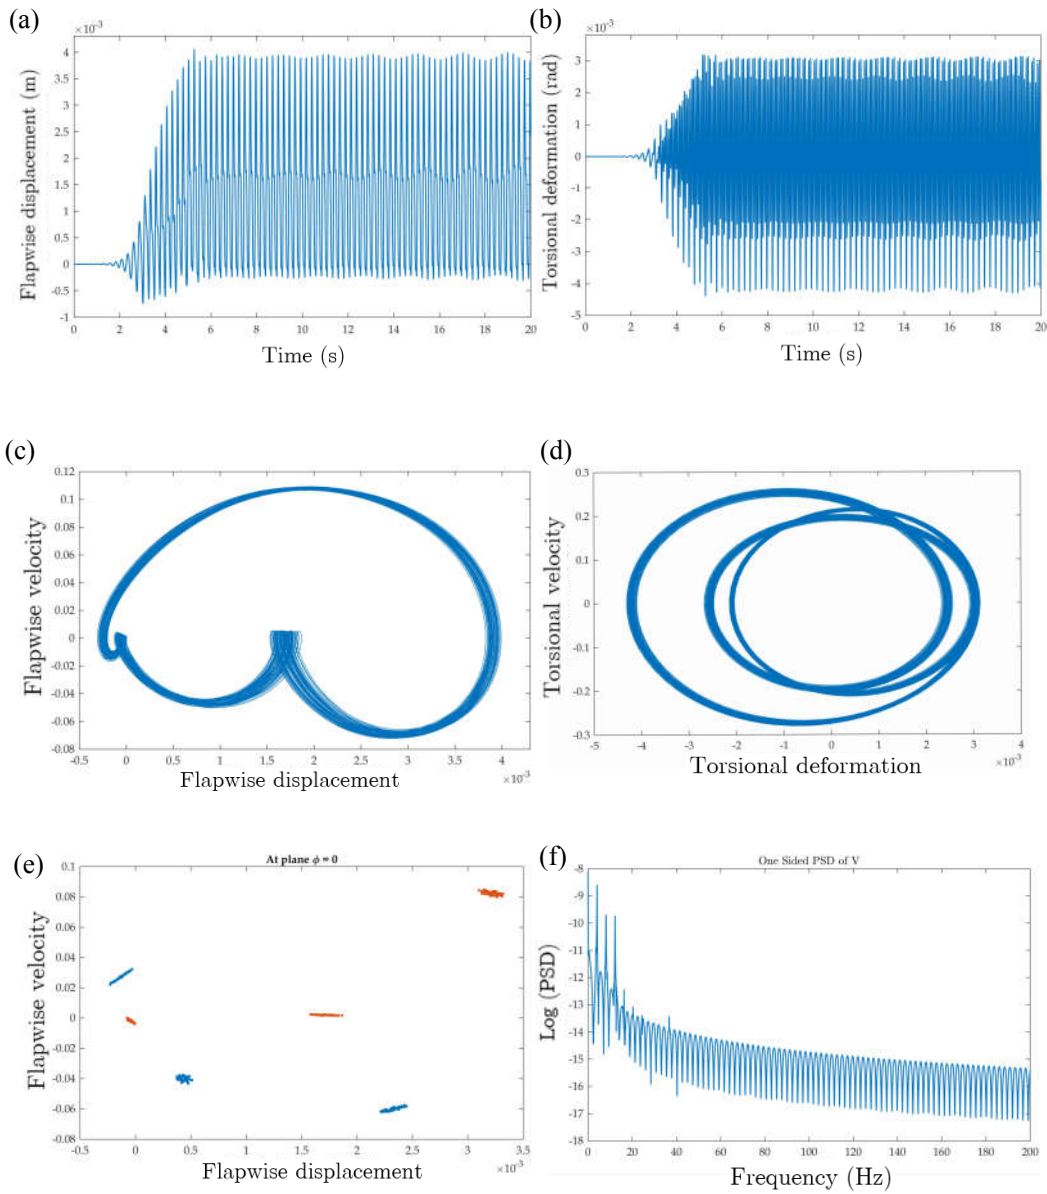 (a)
×10⁻³
4
3.5
3
2.5
2
1.5
1
0.5
0
-0.5
-1
Flapwise displacement (m)
0 2 4 6 8 10 12 14 16 18 20
Time (s)
(b)
×10⁻³
3
2
1
0
-1
-2
-3
-4
-5
Torsional deformation (rad)
0 2 4 6 8 10 12 14 16 18 20
Time (s)
(c)
0.12
0.1
0.08
0.06
0.04
0.02
0
-0.02
-0.04
-0.06
-0.08
Flapwise velocity
-0.5 0 0.5 1 1.5 2 2.5 3 3.5 4
×10⁻³
Flapwise displacement
(d)
0.3
0.2
0.1
0
-0.1
-0.2
-0.3
Torsional velocity
-5 -4 -3 -2 -1 0 1 2 3 4
×10⁻³
Torsional deformation
(e)
At plane ϕ = 0
0.1
0.08
0.06
0.04
0.02
0
-0.02
-0.04
-0.06
-0.08
Flapwise velocity
-0.5 0 0.5 1 1.5 2 2.5 3 3.5
×10⁻³
Flapwise displacement
(f)
One Sided PSD of V
-8
-9
-10
-11
-12
-13
-14
-15
-16
-17
-18
Log (PSD)
0 20 40 60 80 100 120 140 160 180 200
Frequency (Hz)